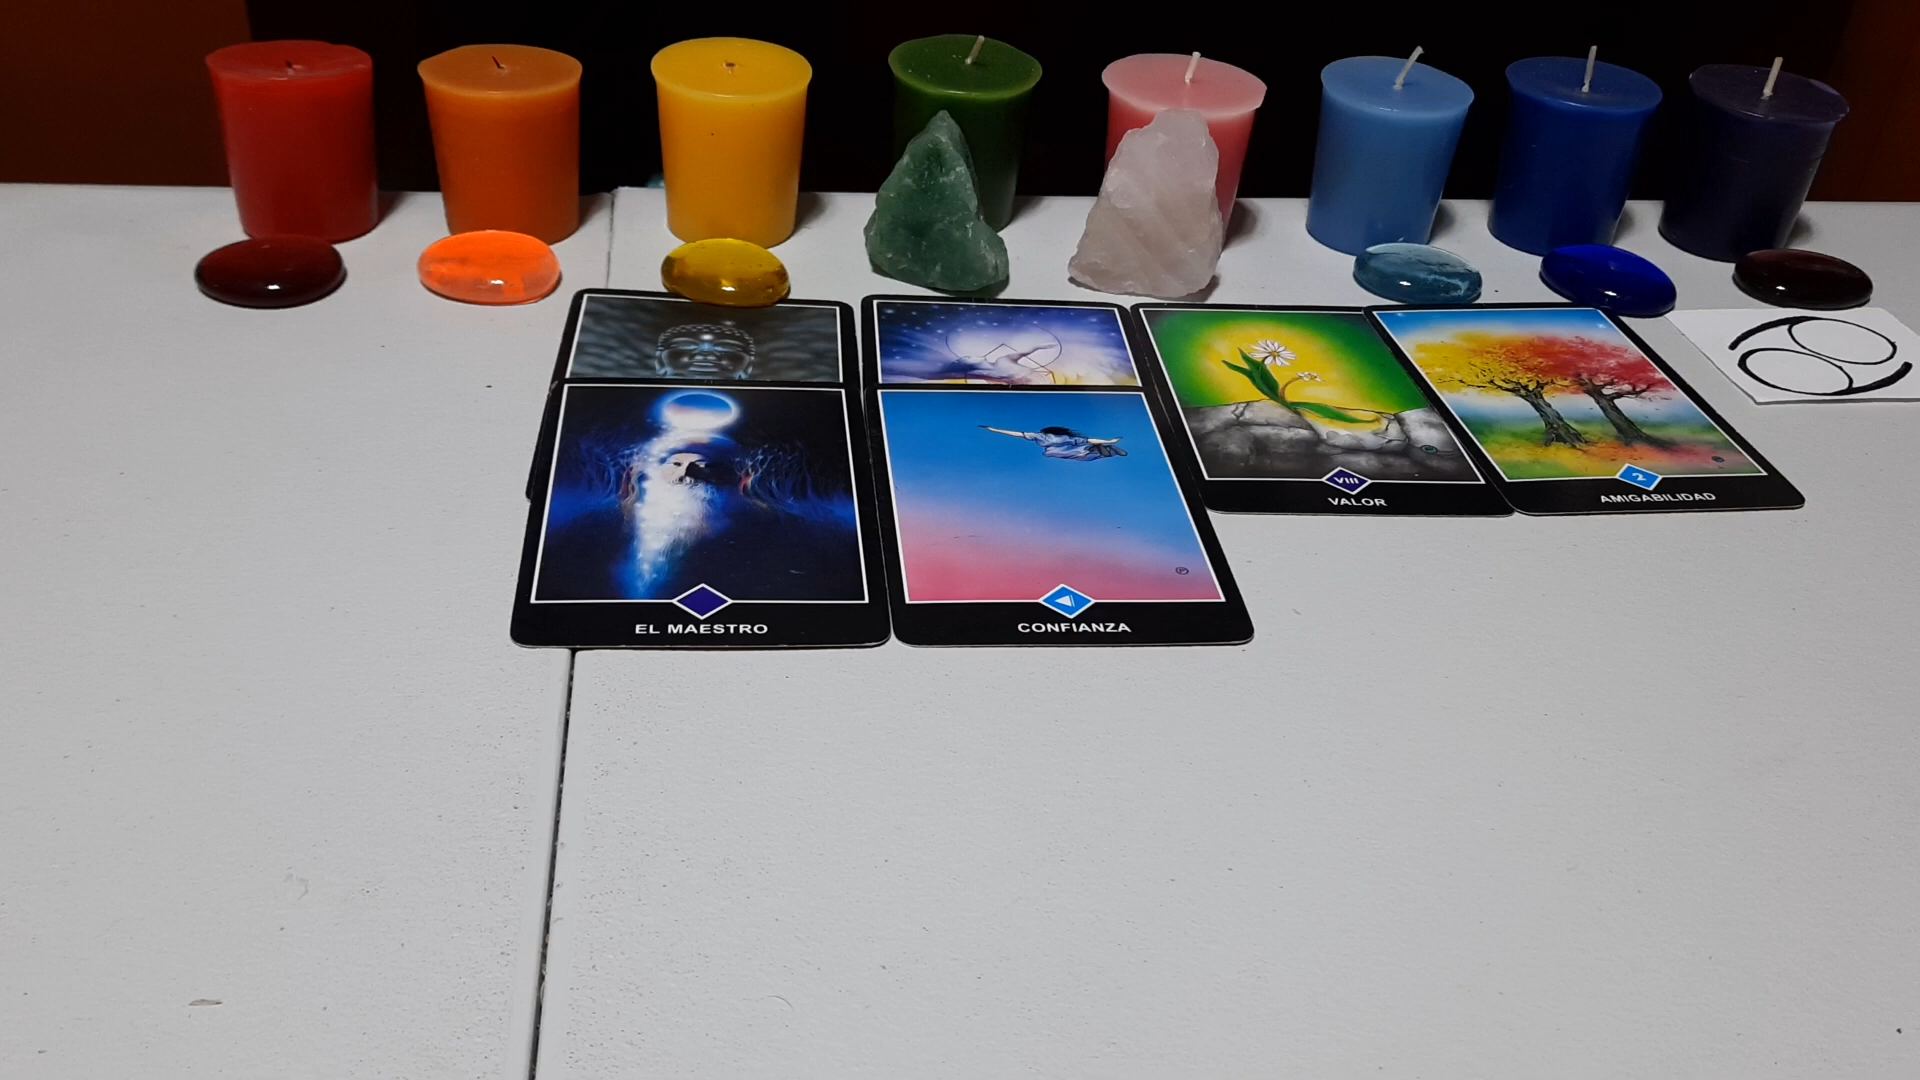 VIII
VALOR
2
AMIGABILIDAD
EL MAESTRO
CONFIANZA